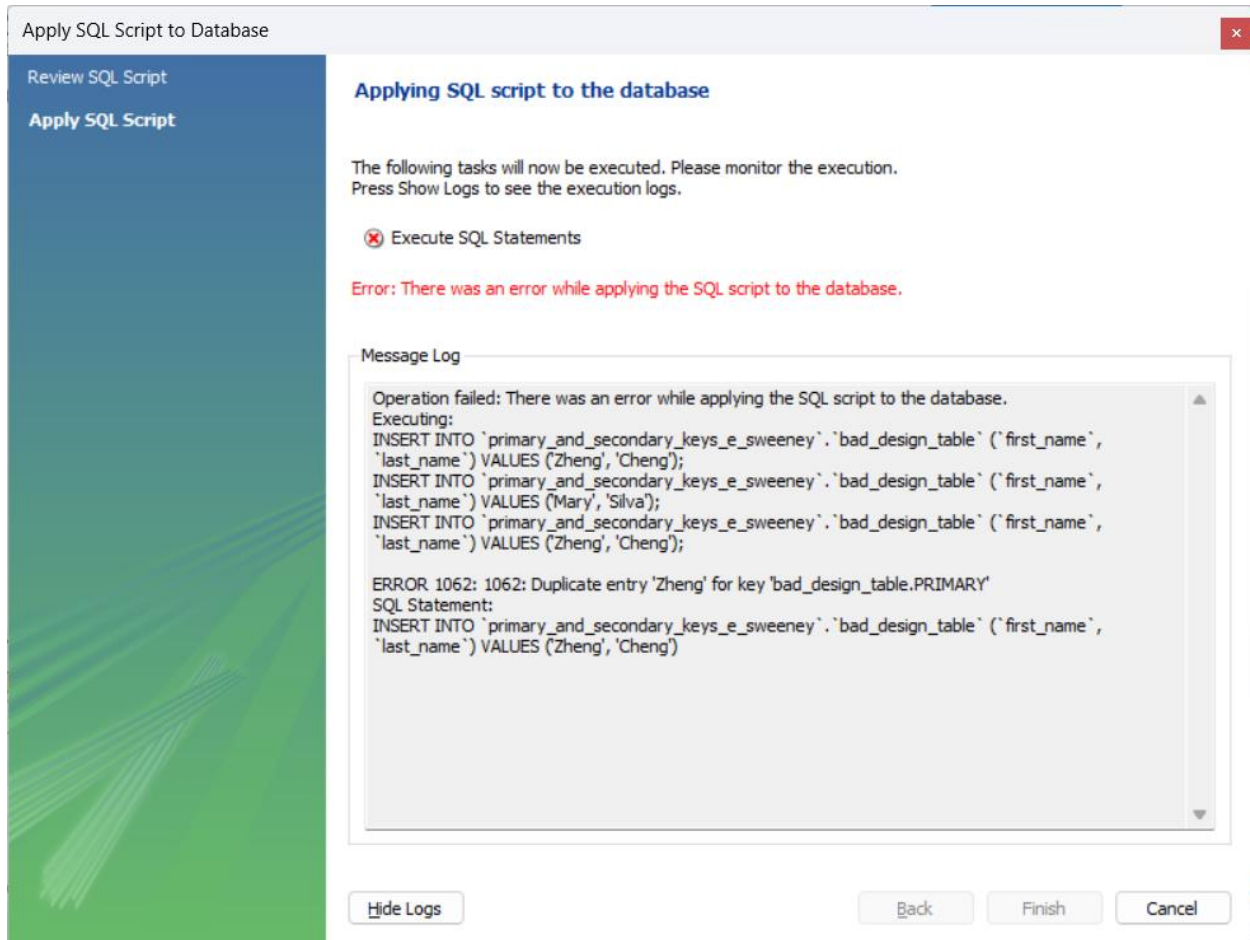 Apply SQL Script to Database
Review SQL Script
Apply SQL Script
Applying SQL script to the database
The following tasks will now be executed. Please monitor the execution.
Press Show Logs to see the execution logs.
Execute SQL Statements
Error: There was an error while applying the SQL script to the database.
Message Log
Operation failed: There was an error while applying the SQL script to the database.
Executing:
INSERT INTO `primary_and_secondary_keys_e_sweeney`.`bad_design_table` (`first_name`,
`last_name`) VALUES ('Zheng', 'Cheng');
INSERT INTO `primary_and_secondary_keys_e_sweeney`.`bad_design_table` (`first_name`,
`last_name`) VALUES ('Mary', 'Silva');
INSERT INTO `primary_and_secondary_keys_e_sweeney`.`bad_design_table` (`first_name`,
`last_name`) VALUES ('Zheng', 'Cheng');
ERROR 1062: 1062: Duplicate entry 'Zheng' for key 'bad_design_table.PRIMARY'
SQL Statement:
INSERT INTO `primary_and_secondary_keys_e_sweeney`.`bad_design_table` (`first_name`,
`last_name`) VALUES ('Zheng', 'Cheng')
Hide Logs
Back
Finish
Cancel